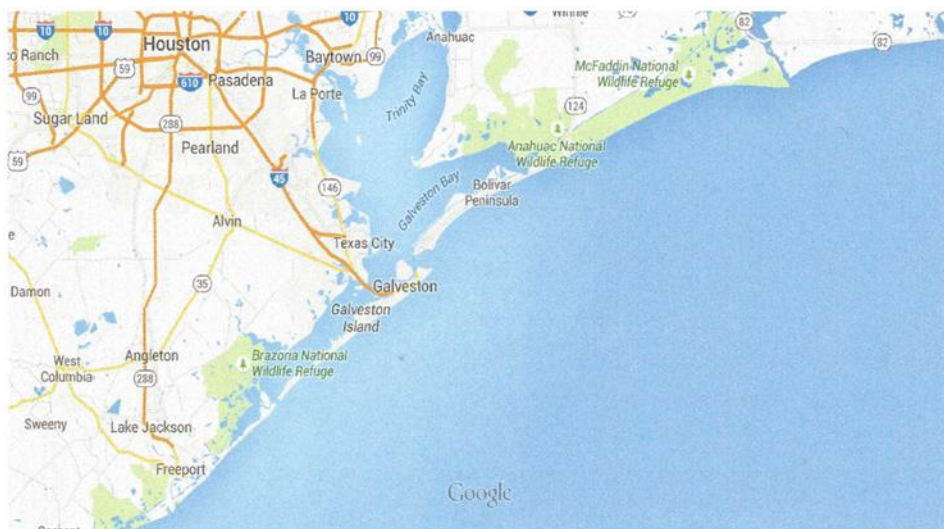 10
10
10
Winnie
82
Houston
Anahuac
82
co Ranch
59
Baytown
99
McFaddin National
Wildlife Refuge
610
Pasadena
99
La Porte
Trinity Bay
Sugar Land
288
124
59
Pearland
Anahuac National
Wildlife Refuge
45
146
Galveston Bay
Bolivar
Peninsula
Alvin
Texas City
e
35
Galveston
Damon
Galveston
Island
West
Columbia
Angleton
Brazoria National
Wildlife Refuge
288
Sweeny
Lake Jackson
Freeport
Google